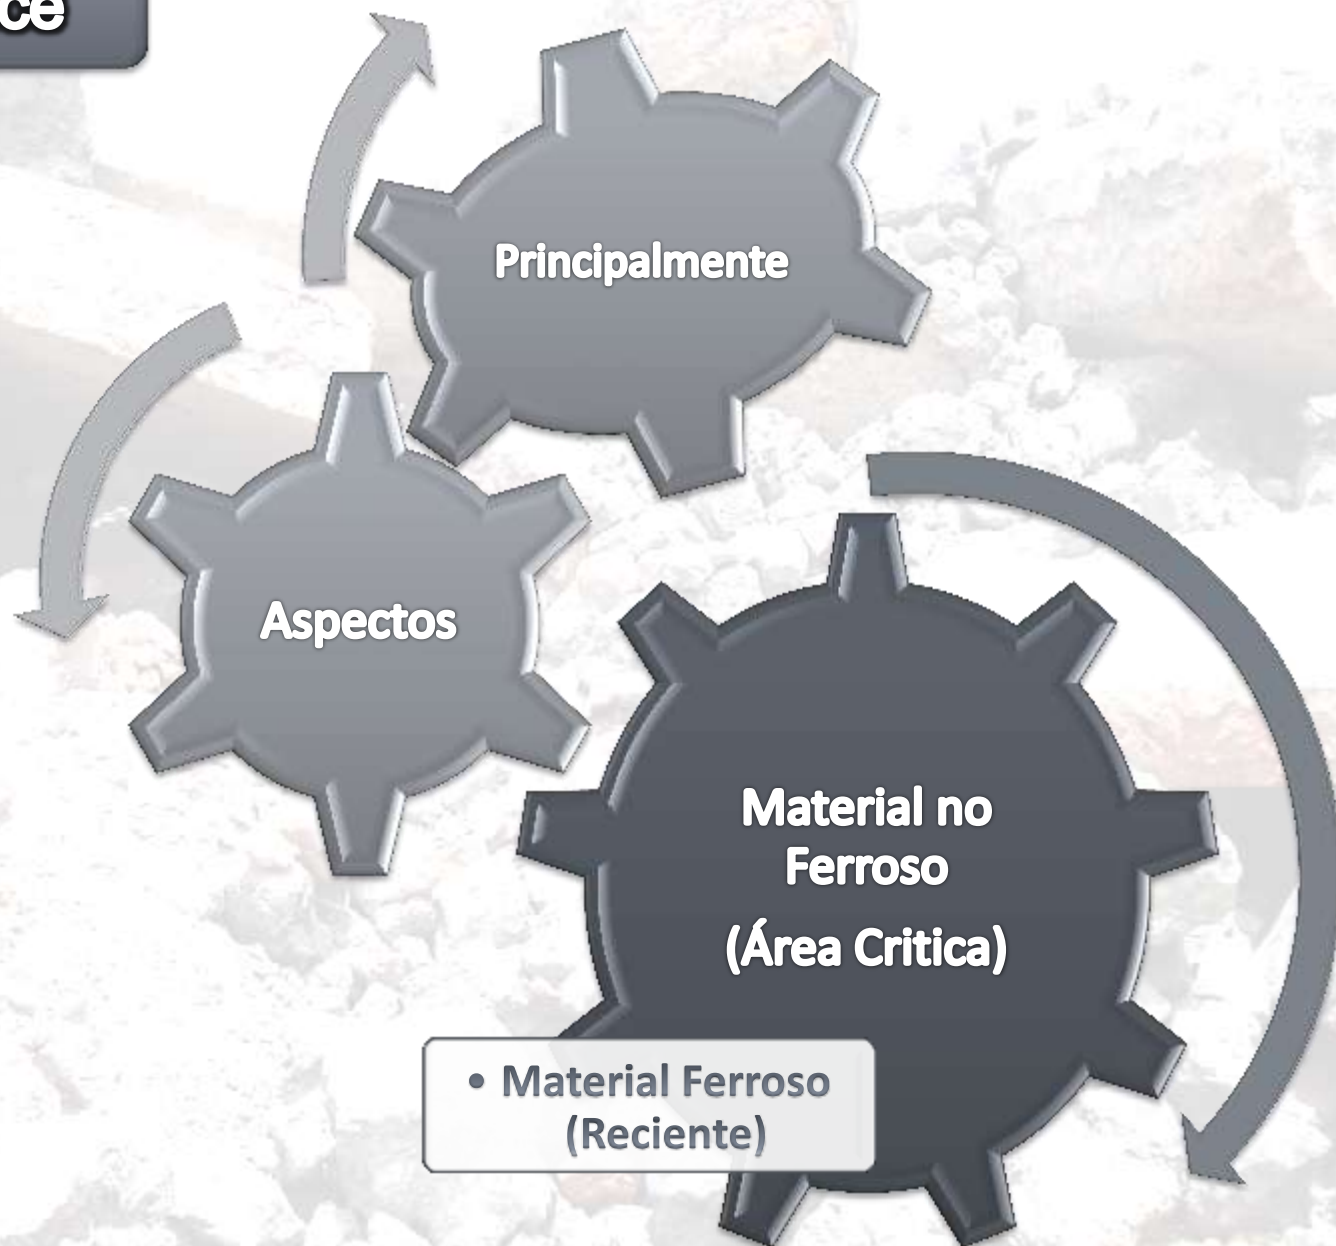 Principalmente
Aspectos
Material no
Ferroso
(Área Critica)
• Material Ferroso
(Reciente)